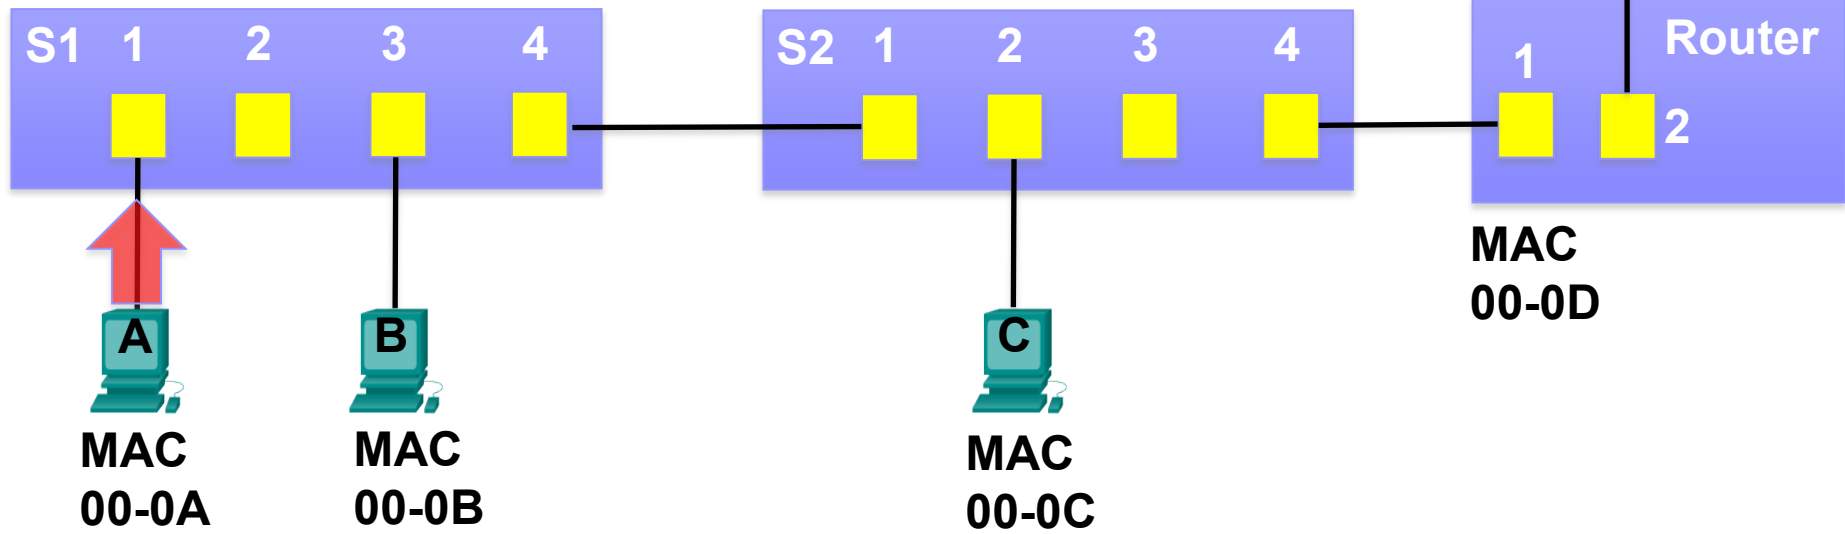 S1 1 2 3 4
S2 1 2 3 4
Router
1
2
A
B
C
MAC
00-0A
MAC
00-0B
MAC
00-0C
MAC
00-0D